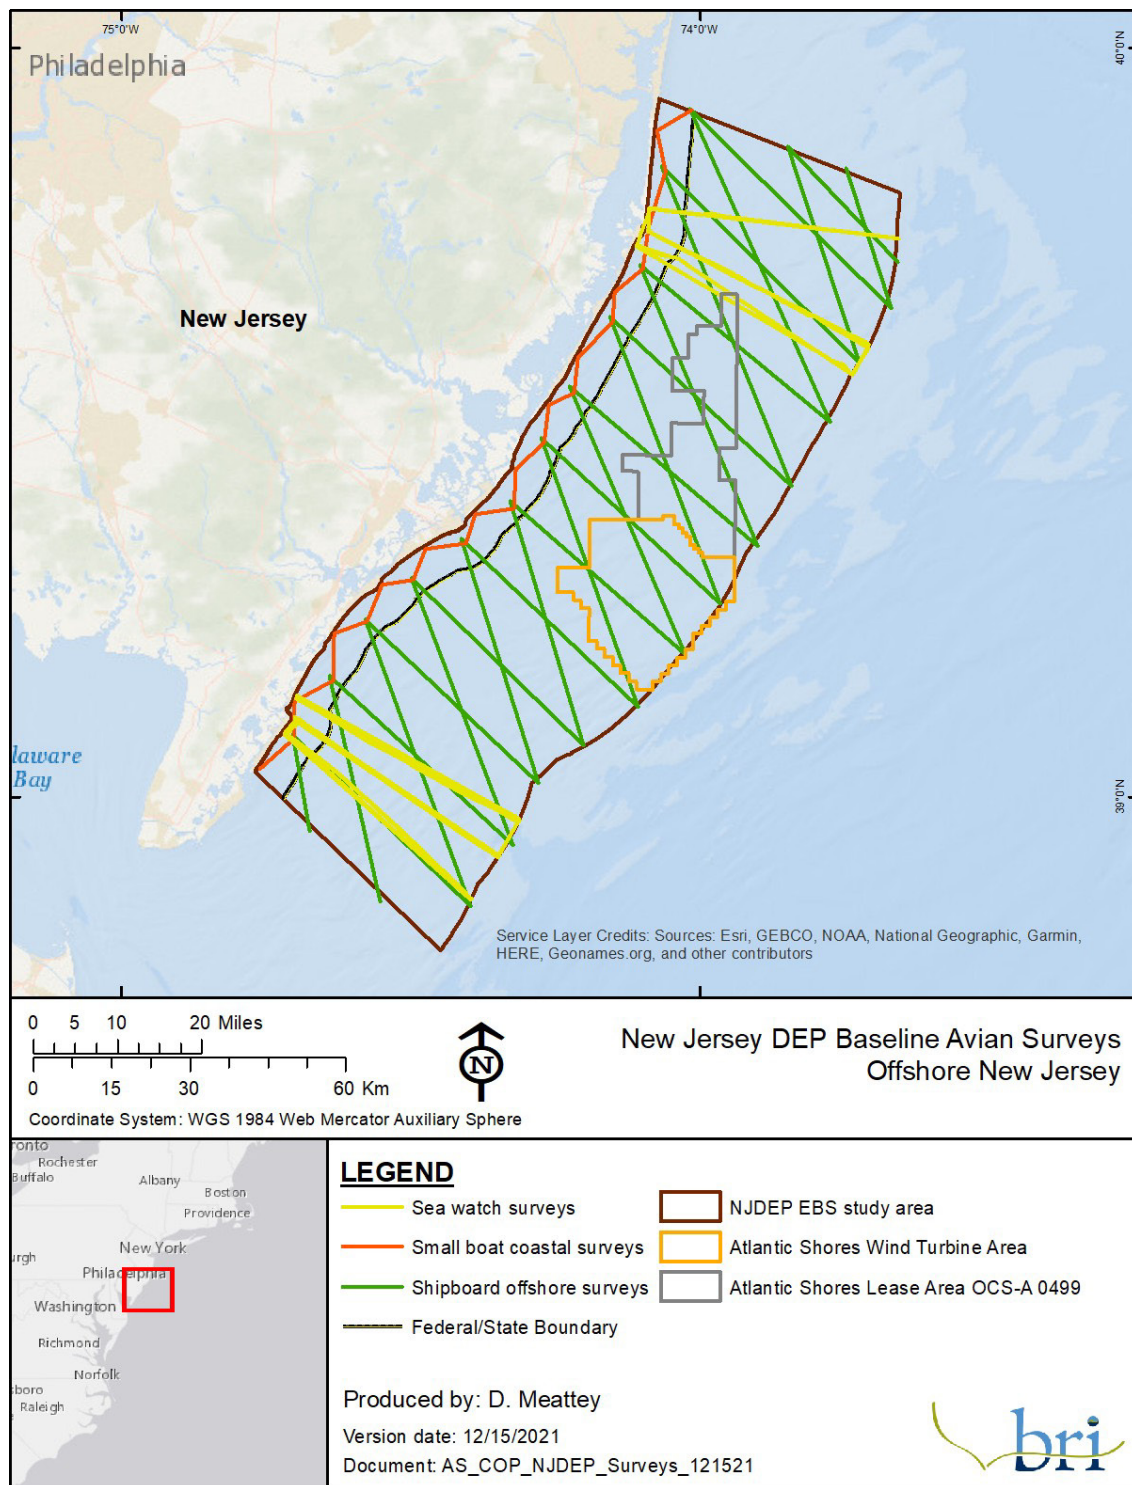 75°0'W
74°0'W
40°0'N
Philadelphia
New Jersey
laware
Bay
39°0'N
Service Layer Credits: Sources: Esri, GEBCO, NOAA, National Geographic, Garmin,
HERE, Geonames.org, and other contributors
0 5 10 20 Miles
0 15 30 60 Km
N
Coordinate System: WGS 1984 Web Mercator Auxiliary Sphere
New Jersey DEP Baseline Avian Surveys
Offshore New Jersey
ronto
Rochester
Buffalo
Albany
Boston
Providence
urgh
New York
Philadelphia
Washington
Richmond
Norfolk
sboro
Raleigh
LEGEND
Sea watch surveys
Small boat coastal surveys
Shipboard offshore surveys
Federal/State Boundary
NJDEP EBS study area
Atlantic Shores Wind Turbine Area
Atlantic Shores Lease Area OCS-A 0499
Produced by: D. Meattey
Version date: 12/15/2021
Document: AS_COP_NJDEP_Surveys_121521
bri